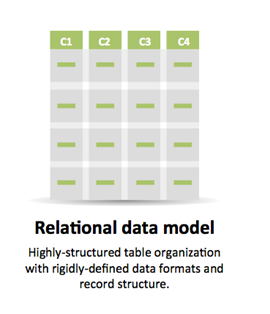 C1 C2 C3 C4
Relational data model
Highly-structured table organization
with rigidly-defined data formats and
record structure.